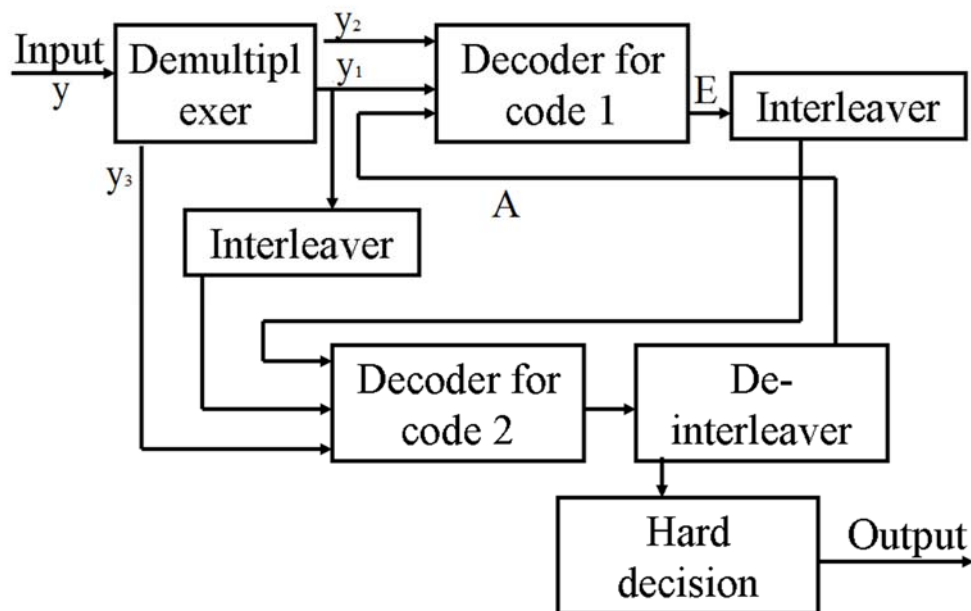 Input
y
Demultipl
exer
y₂
y₁
Decoder for
code 1
E
Interleaver
y₃
A
Interleaver
Decoder for
code 2
De-
interleaver
Hard
decision
Output